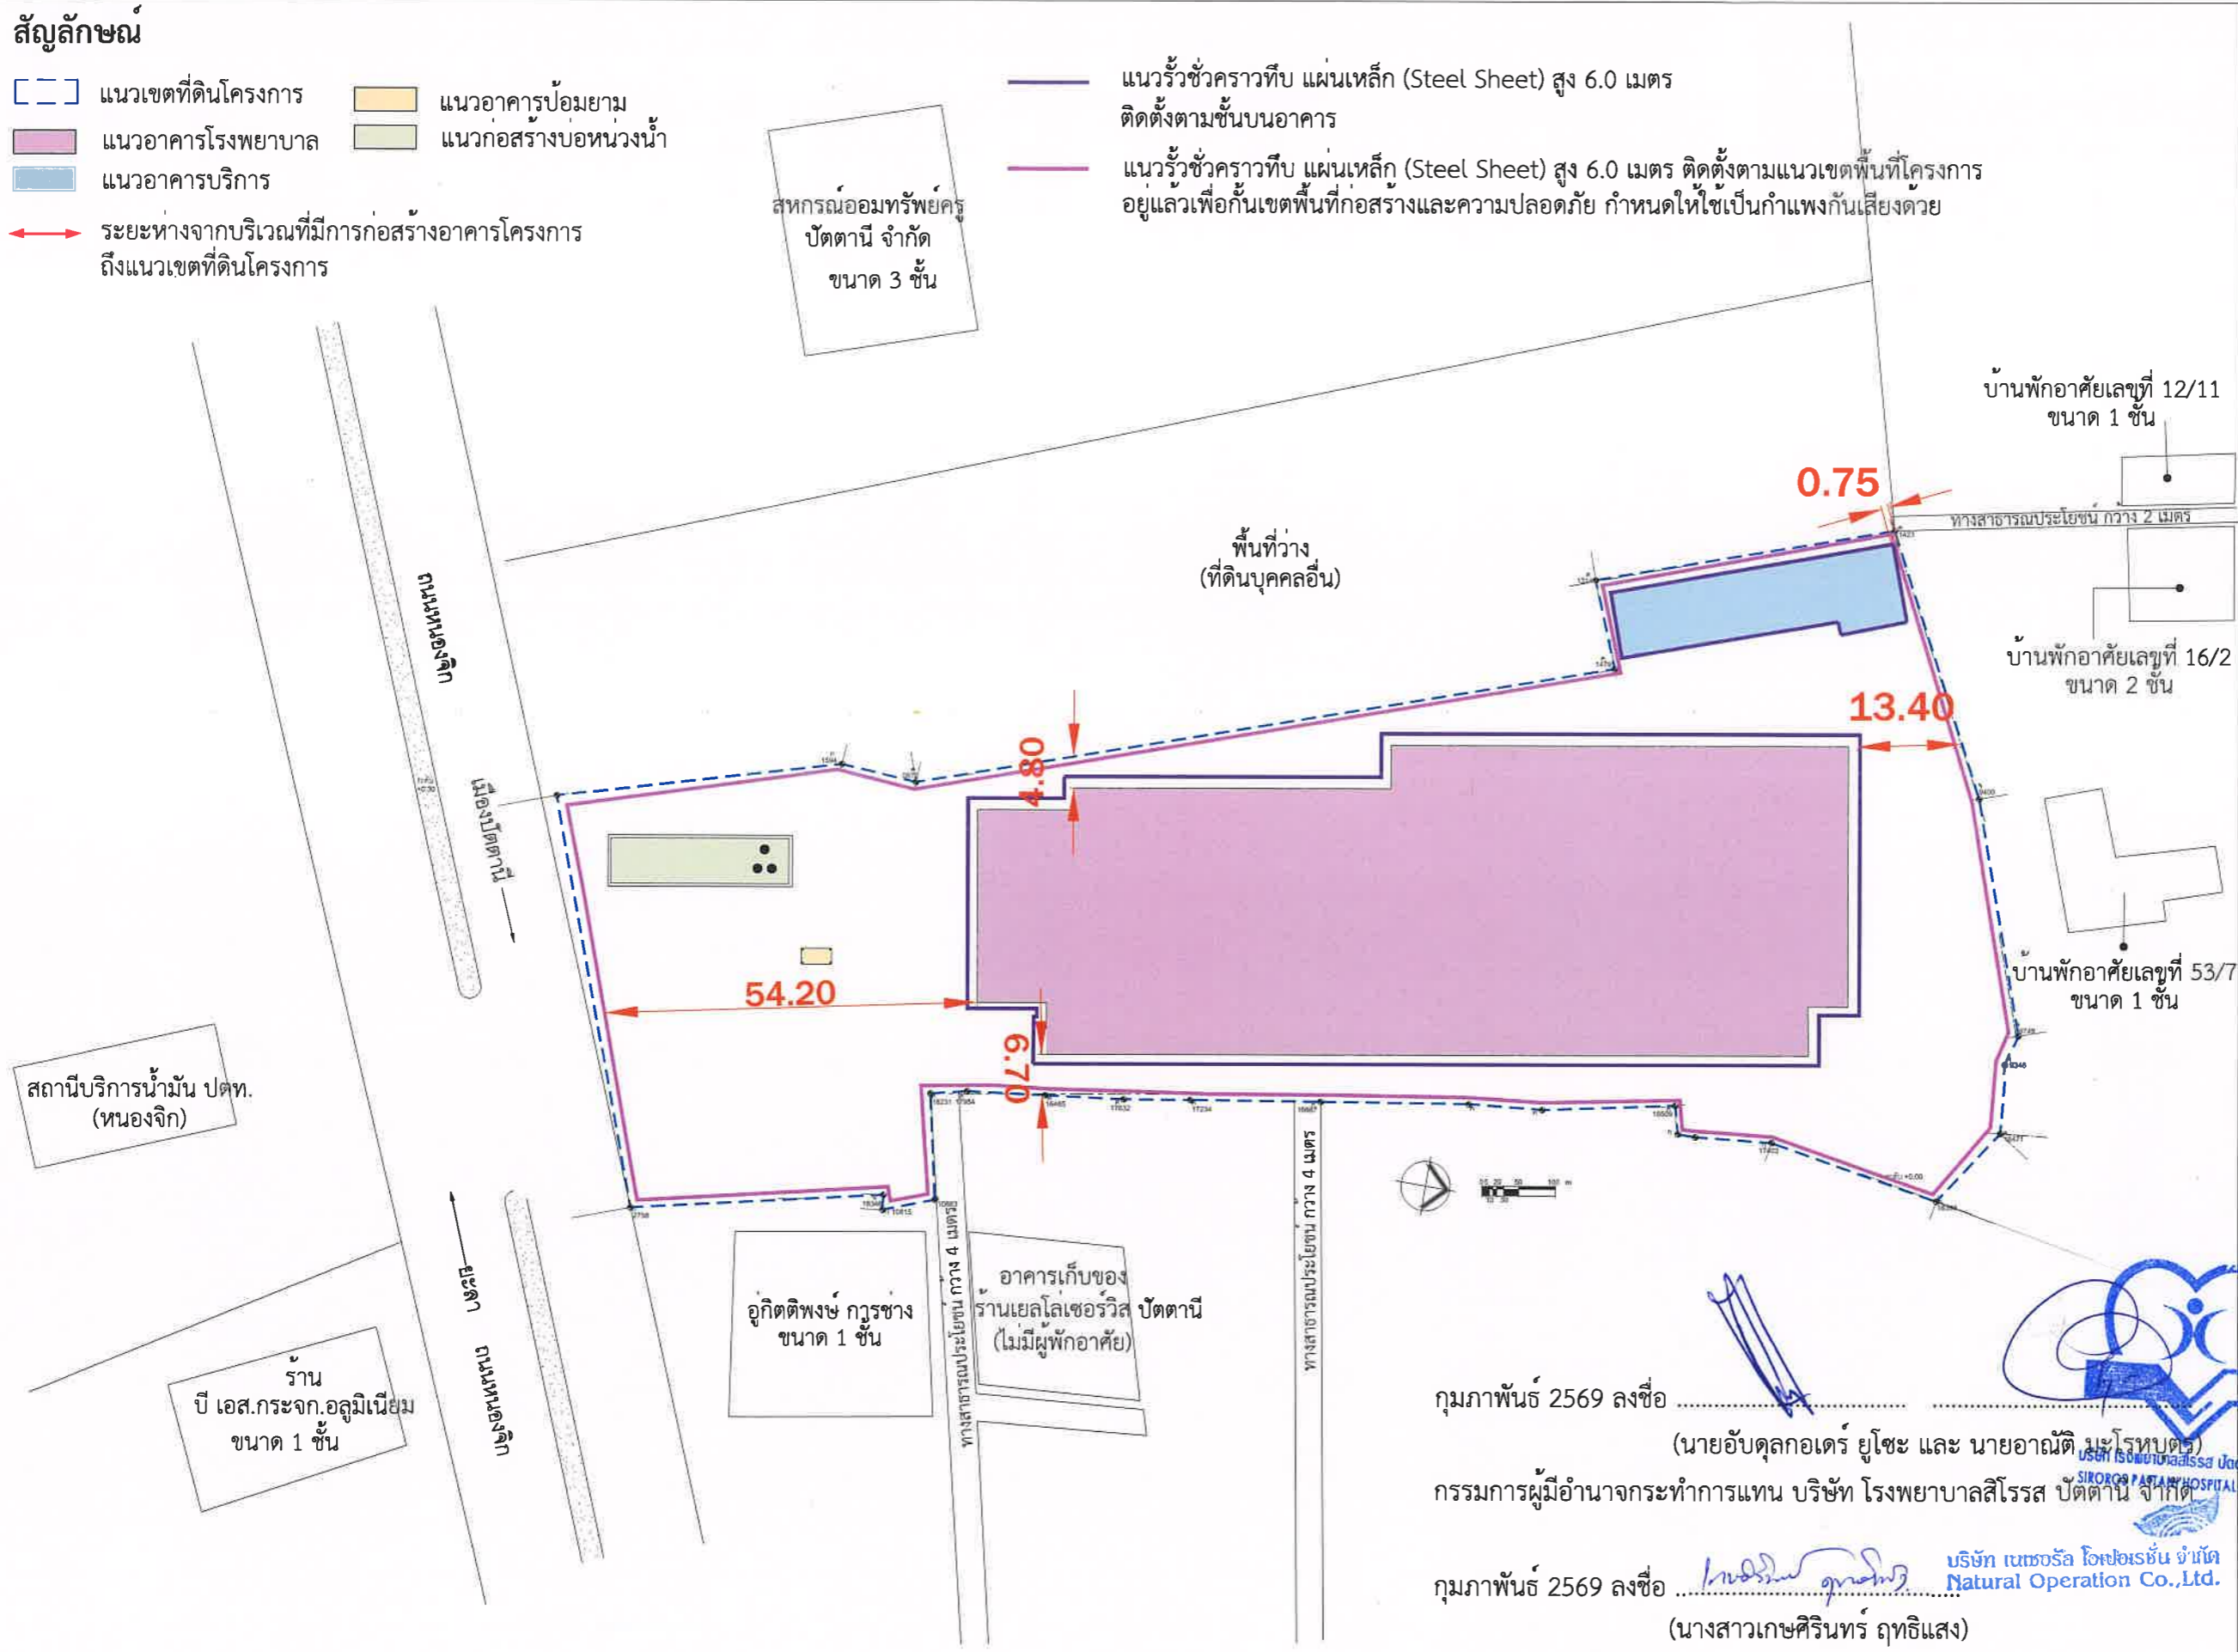 สัญลักษณ์
แนวเขตที่ดินโครงการ
แนวอาคารโรงพยาบาล
แนวอาคารบริการ
แนวอาคารป้อมยาม
แนวก่อสร้างบ่อหน่วงน้ำ
ระยะห่างจากบริเวณที่มีการก่อสร้างอาคารโครงการ
ถึงแนวเขตที่ดินโครงการ
แนวรั้วชั่วคราวทึบ แผ่นเหล็ก (Steel Sheet) สูง 6.0 เมตร
ติดตั้งตามชั้นบนอาคาร
แนวรั้วชั่วคราวทึบ แผ่นเหล็ก (Steel Sheet) สูง 6.0 เมตร ติดตั้งตามแนวเขตพื้นที่โครงการ
อยู่แล้วเพื่อกั้นเขตพื้นที่ก่อสร้างและความปลอดภัย กำหนดให้ใช้เป็นกำแพงกันเสียงด้วย
สหกรณ์ออมทรัพย์ครู
ปัตตานี จำกัด
ขนาด 3 ชั้น
บ้านพักอาศัยเลขที่ 12/11
ขนาด 1 ชั้น
0.75
ทางสาธารณประโยชน์ กว้าง 2 เมตร
พื้นที่ว่าง
(ที่ดินบุคคลอื่น)
บ้านพักอาศัยเลขที่ 16/2
ขนาด 2 ชั้น
ถนนหนองจิก
เมืองปัตตานี
13.40
4.80
54.20
6.70
บ้านพักอาศัยเลขที่ 53/7
ขนาด 1 ชั้น
สถานีบริการน้ำมัน ปตท.
(หนองจิก)
ยะลา
ถนนหนองจิก
17632
17234
ร้าน
บี เอส.กระจก.อลูมิเนียม
ขนาด 1 ชั้น
อู่กิตติพงษ์ การช่าง
ขนาด 1 ชั้น
ทางสาธารณประโยชน์ กว้าง 4 เมตร
อาคารเก็บของ
ร้านเยลโล่เซอร์วิส ปัตตานี
(ไม่มีผู้พักอาศัย)
ทางสาธารณประโยชน์ กว้าง 4 เมตร
กุมภาพันธ์ 2569 ลงชื่อ
(นายอับดุลกอเดร์ ยูโซะ และ นายอาณัติ มะโรหบุตร)
กรรมการผู้มีอำนาจกระทำการแทน บริษัท โรงพยาบาลสิโรรส ปัตตานี จำกัด
SIROROS PATTANI HOSPITAL
กุมภาพันธ์ 2569 ลงชื่อ
บริษัท เนเชอรัล โอเปอเรชั่น จำกัด
Natural Operation Co.,Ltd.
(นางสาวเกษศิรินทร์ ฤทธิแสง)